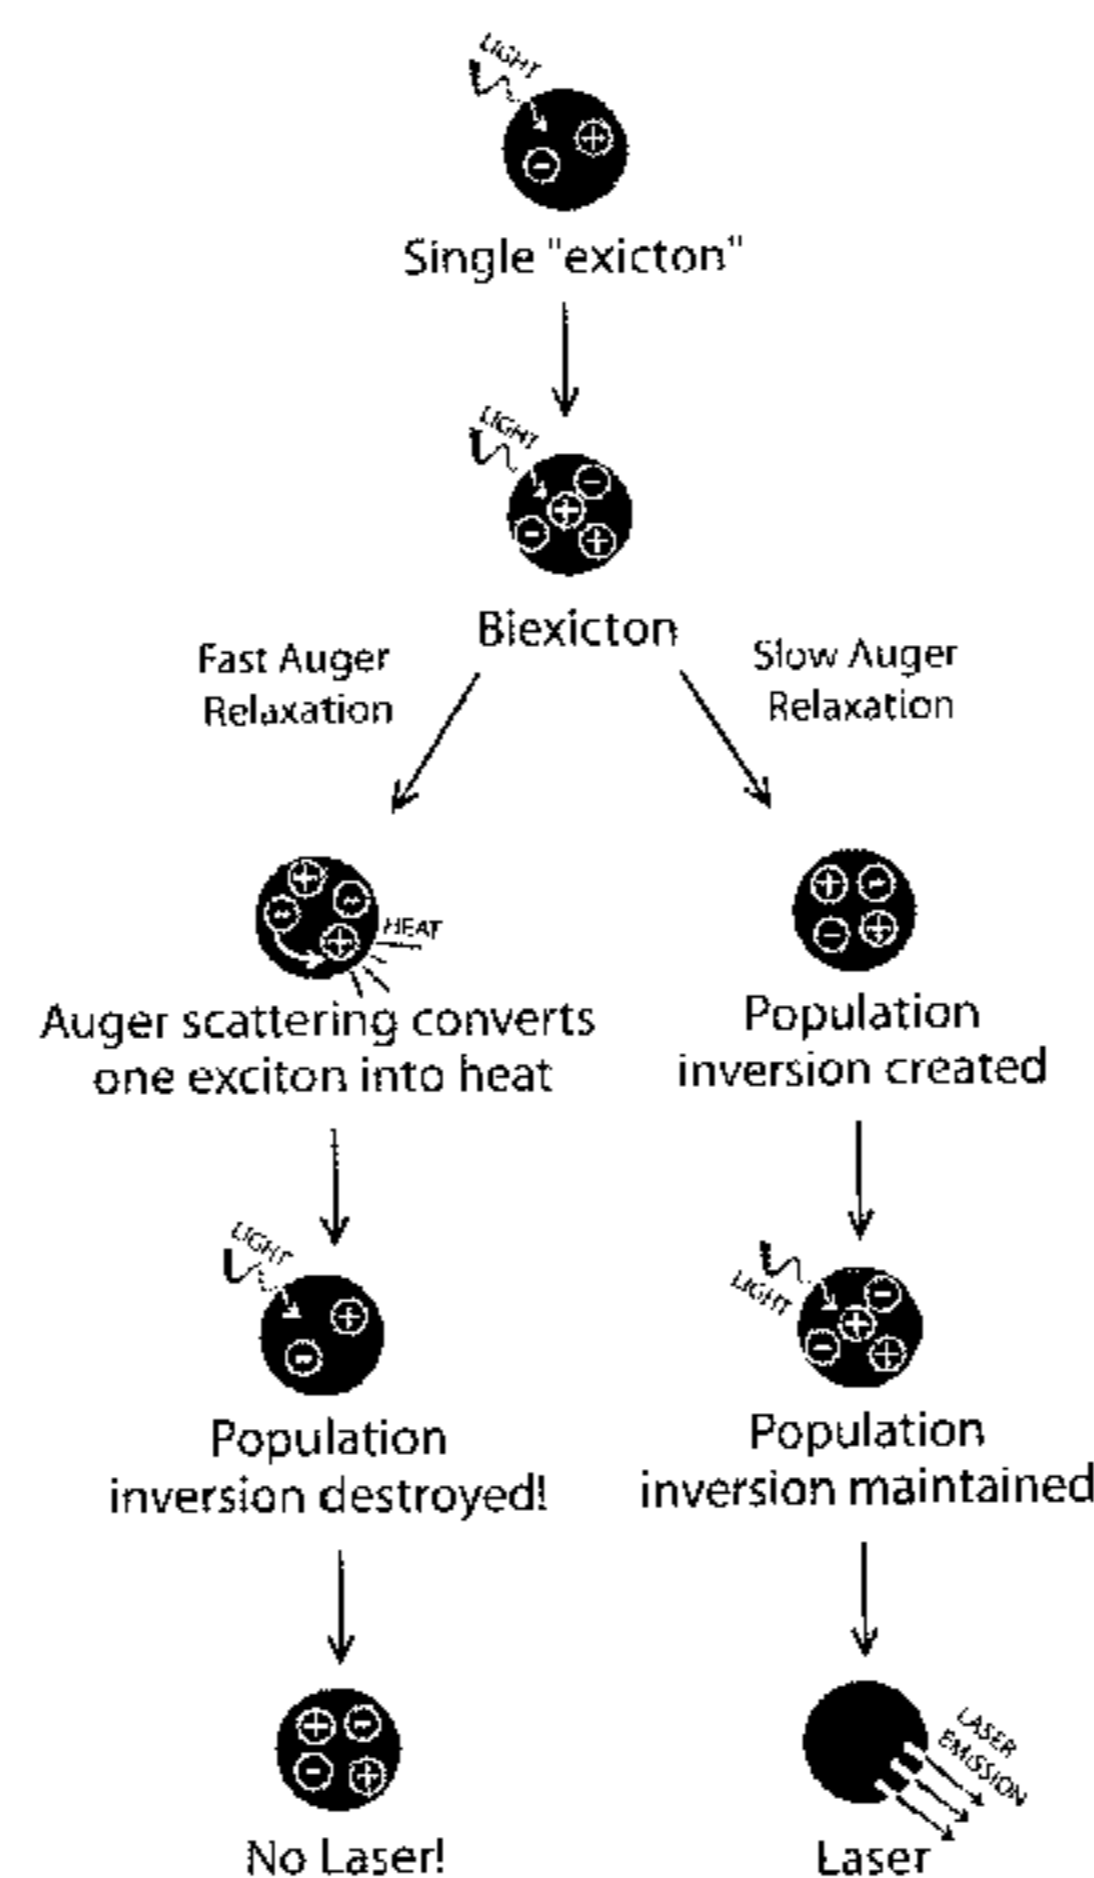 LIGHT
Single "exicton"
LIGHT
Biexicton
Fast Auger
Relaxation
Slow Auger
Relaxation
HEAT
Auger scattering converts
one exciton into heat
Population
inversion created
LIGHT
Population
inversion destroyed!
LIGHT
Population
inversion maintained
No Laser!
LASER
EMISSION
Laser